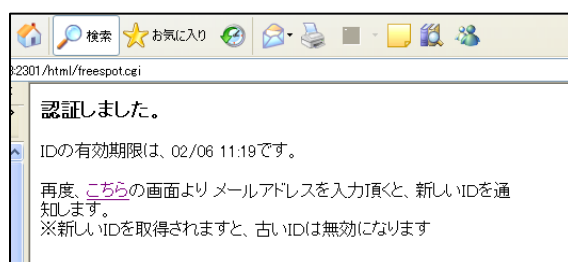 検索 お気に入り
:2301/html/freespot.cgi
認証しました。
IDの有効期限は、02/06 11:19です。
再度、こちらの画面より メールアドレスを入力頂くと、新しいIDを通
知します。
※新しいIDを取得されますと、古いIDは無効になります